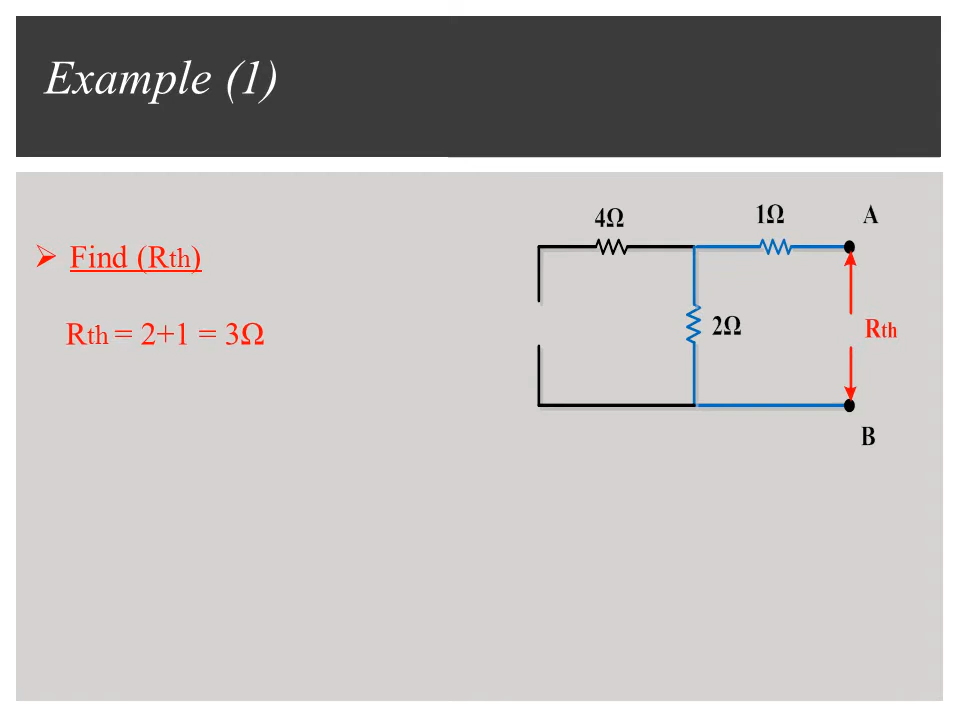 Example (1)
Find (Rth)
Rth = 2+1 = 3Ω
4Ω
1Ω
A
2Ω
Rth
B